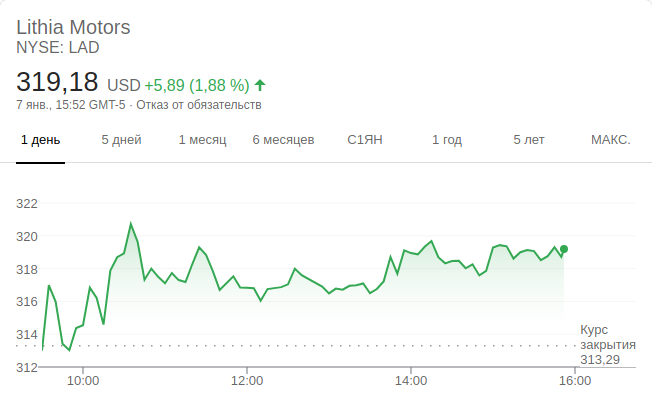 Lithia Motors
NYSE: LAD
319,18 USD +5,89 (1,88 %)
7 янв., 15:52 GMT-5 · Отказ от обязательств
1 день 5 дней 1 месяц 6 месяцев С1ЯН 1 год 5 лет МАКС.
322
320
318
316
314
312
Курс
закрытия
313,29
10:00 12:00 14:00 16:00